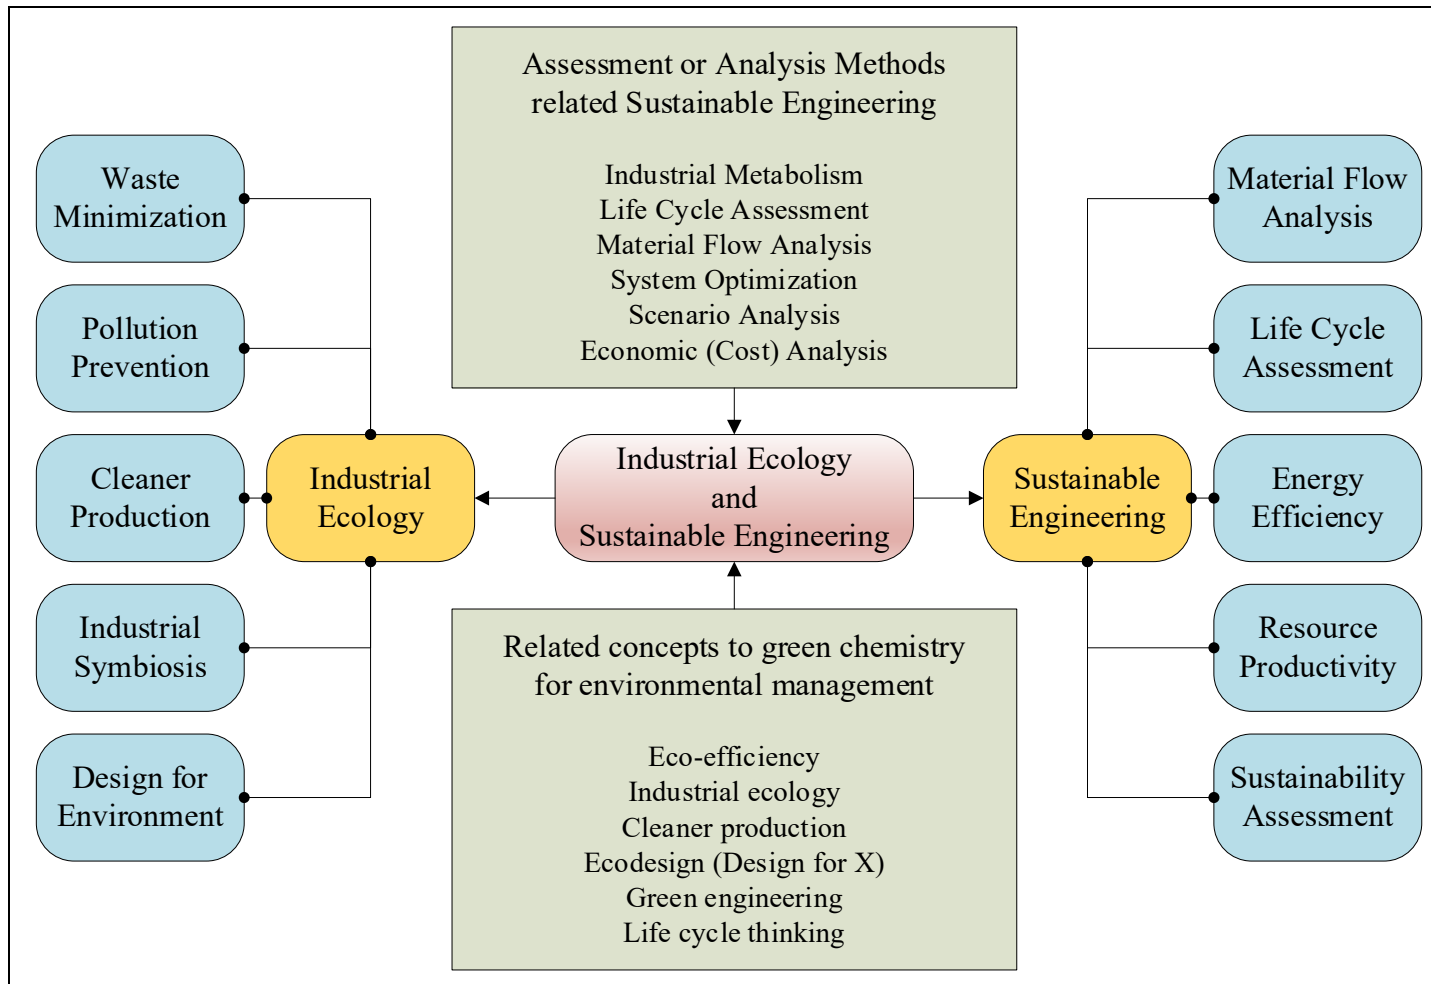 Assessment or Analysis Methods
related Sustainable Engineering
Industrial Metabolism
Life Cycle Assessment
Material Flow Analysis
System Optimization
Scenario Analysis
Economic (Cost) Analysis
Waste
Minimization
Pollution
Prevention
Cleaner
Production
Industrial
Symbiosis
Design for
Environment
Industrial
Ecology
Industrial Ecology
and
Sustainable Engineering
Sustainable
Engineering
Material Flow
Analysis
Life Cycle
Assessment
Energy
Efficiency
Resource
Productivity
Sustainability
Assessment
Related concepts to green chemistry
for environmental management
Eco-efficiency
Industrial ecology
Cleaner production
Ecodesign (Design for X)
Green engineering
Life cycle thinking